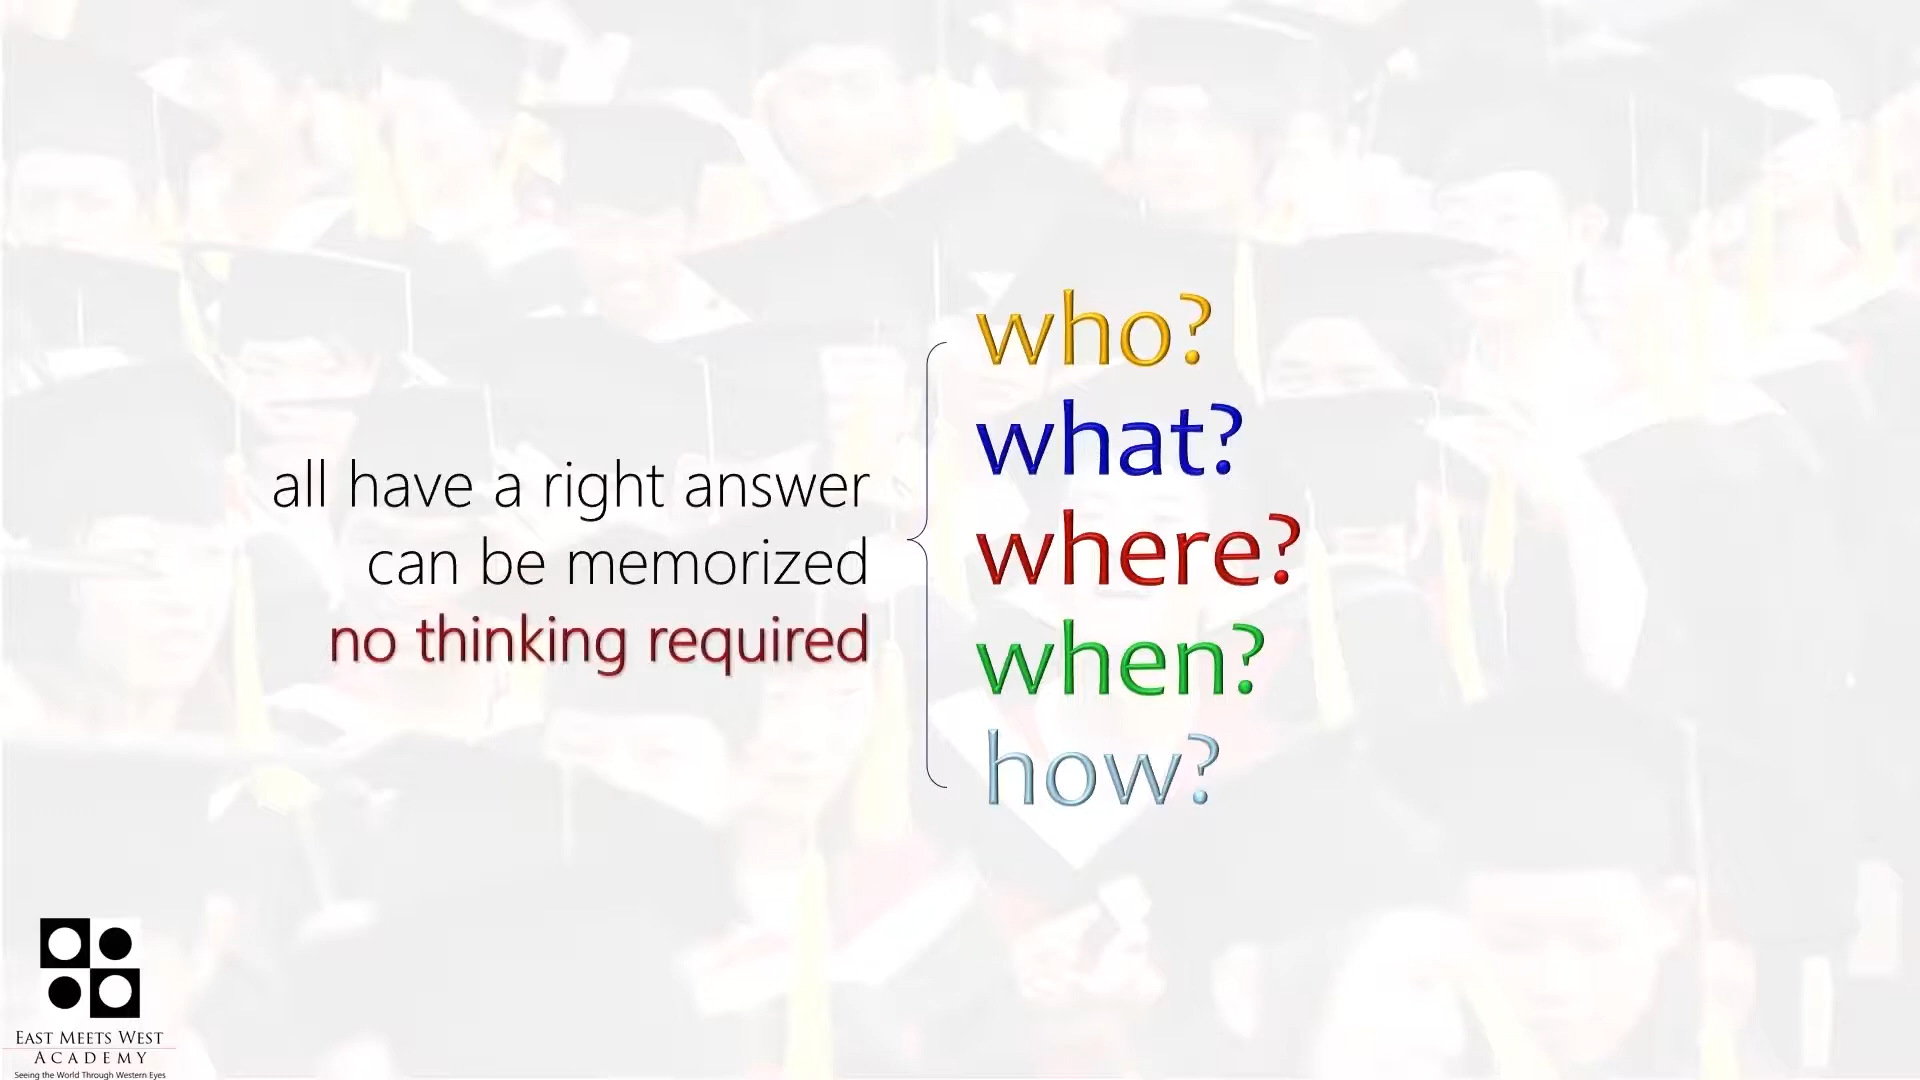 all have a right answer
can be memorized
no thinking required
who?
what?
where?
when?
how?
EAST MEETS WEST
ACADEMY
Seeing the World Through Western Eyes